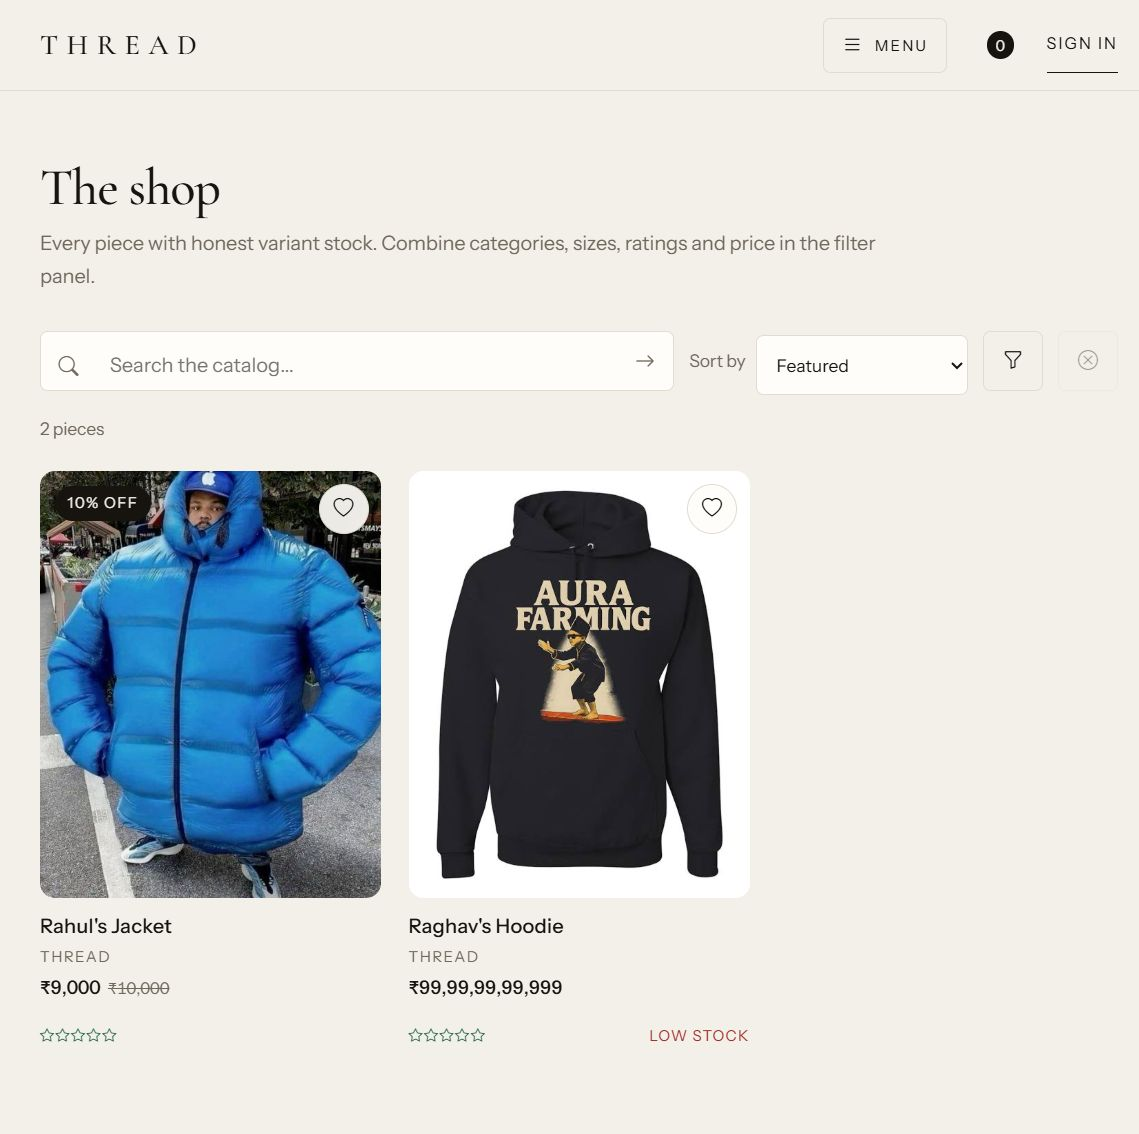 THREAD
MENU
0
SIGN IN
The shop
Every piece with honest variant stock. Combine categories, sizes, ratings and price in the filter
panel.
Search the catalog...
Sort by
Featured
2 pieces
10% OFF
AURA
FARMING
Rahul's Jacket
THREAD
₹9,000 ₹10,000
Raghav's Hoodie
THREAD
₹99,99,99,99,999
LOW STOCK